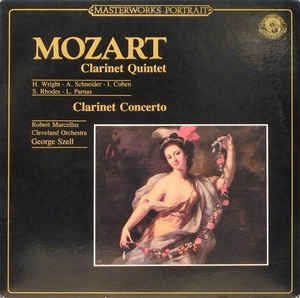 MASTERWORKS PORTRAIT
MOZART
Clarinet Quintet
H. Wright - A. Schneider - I. Cohen
S. Rhodes - L. Parnas
Clarinet Concerto
Robert Marcellus
Cleveland Orchestra
George Szell